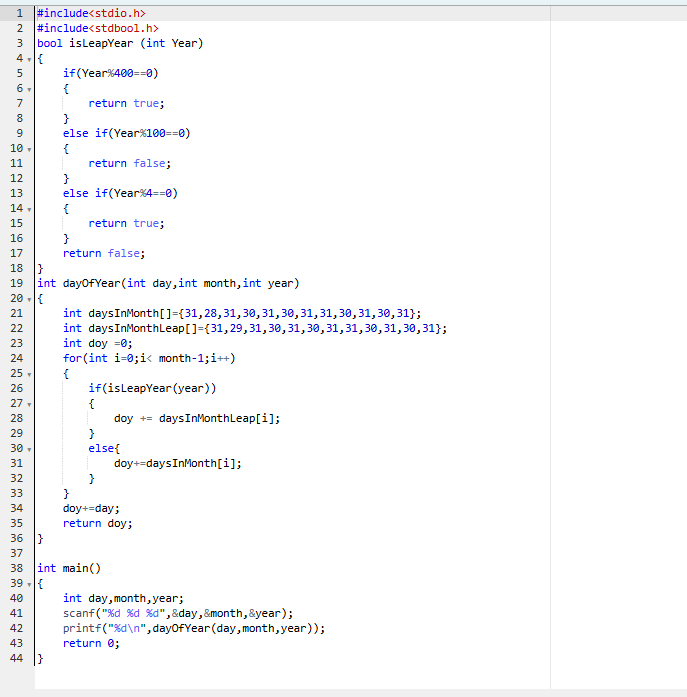 1 #include<stdio.h>
2 #include<stdbool.h>
3 bool isLeapYear (int Year)
4 {
5 if(Year%400==0)
6 {
7 return true;
8 }
9 else if(Year%100==0)
10 {
11 return false;
12 }
13 else if(Year%4==0)
14 {
15 return true;
16 }
17 return false;
18 }
19 int dayOfYear(int day,int month,int year)
20 {
21 int daysInMonth[]={31,28,31,30,31,30,31,31,30,31,30,31};
22 int daysInMonthLeap[]={31,29,31,30,31,30,31,31,30,31,30,31};
23 int doy =0;
24 for(int i=0;i< month-1;i++)
25 {
26 if(isLeapYear(year))
27 {
28 doy += daysInMonthLeap[i];
29 }
30 else{
31 doy+=daysInMonth[i];
32 }
33 }
34 doy+=day;
35 return doy;
36 }
37
38 int main()
39 {
40 int day,month,year;
41 scanf("%d %d %d",&day,&month,&year);
42 printf("%d\n",dayOfYear(day,month,year));
43 return 0;
44 }